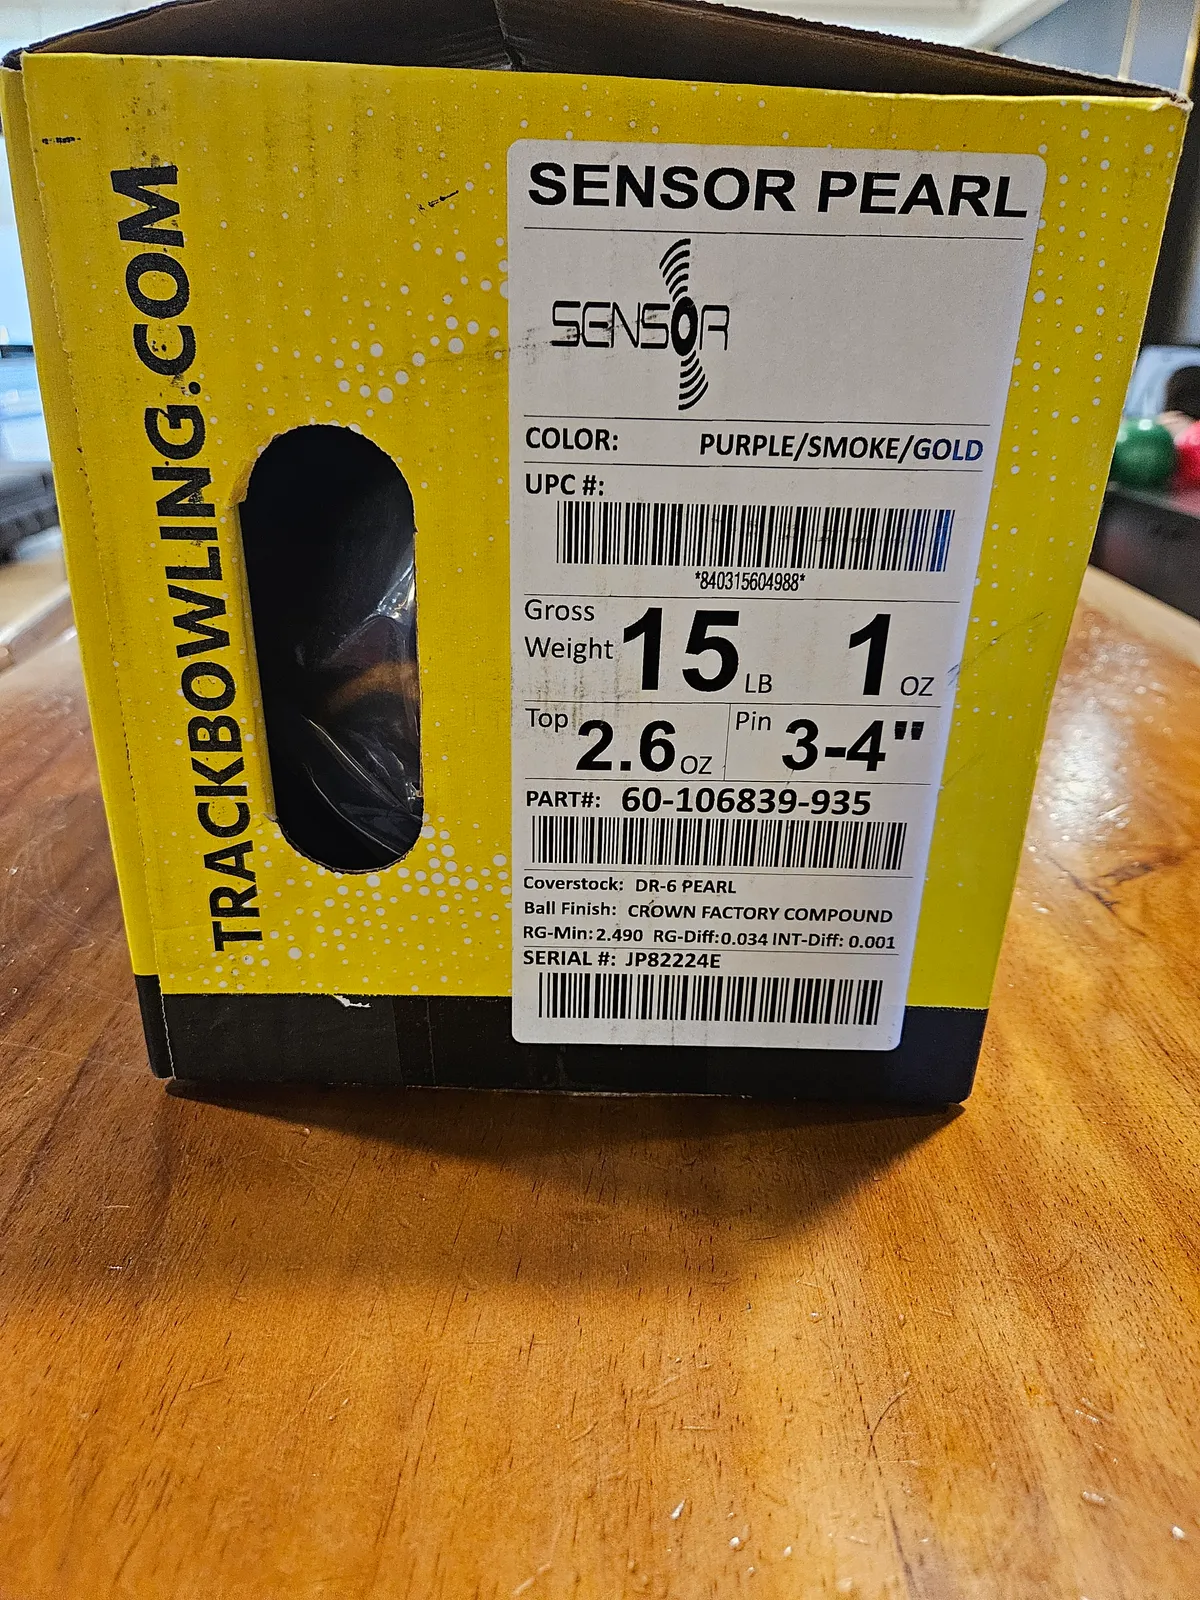 TRACKBOWLING.COM
SENSOR PEARL
SENSOR
COLOR: PURPLE/SMOKE/GOLD
UPC #:
*840315604988*
Gross Weight 15 LB 1 OZ
Top 2.6 OZ Pin 3-4"
PART#: 60-106839-935
Coverstock: DR-6 PEARL
Ball Finish: CROWN FACTORY COMPOUND
RG-Min: 2.490 RG-Diff: 0.034 INT-Diff: 0.001
SERIAL #: JP82224E